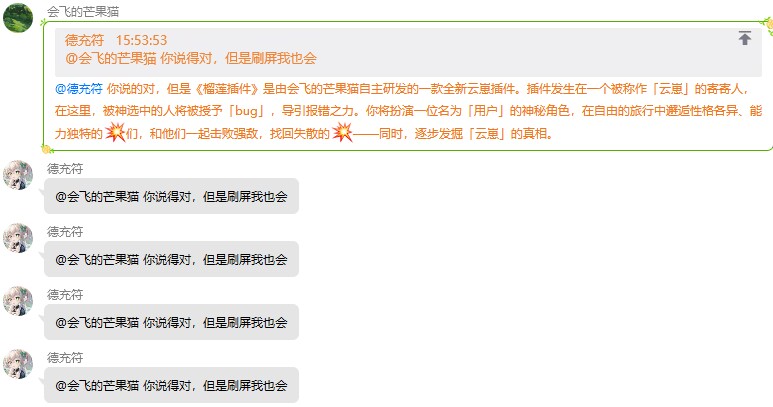 会飞的芒果猫
德充符 15:53:53
@会飞的芒果猫 你说得对，但是刷屏我也会
@德充符 你说的对，但是《榴莲插件》是由会飞的芒果猫自主研发的一款全新云崽插件。插件发生在一个被称作「云崽」的寄寄人，
在这里，被神选中的人将被授予「bug」，导引报错之力。你将扮演一位名为「用户」的神秘角色，在自由的旅行中邂逅性格各异、能
力独特的💥们，和他们一起击败强敌，找回失散的💥——同时，逐步发掘「云崽」的真相。
德充符
@会飞的芒果猫 你说得对，但是刷屏我也会
德充符
@会飞的芒果猫 你说得对，但是刷屏我也会
德充符
@会飞的芒果猫 你说得对，但是刷屏我也会
德充符
@会飞的芒果猫 你说得对，但是刷屏我也会